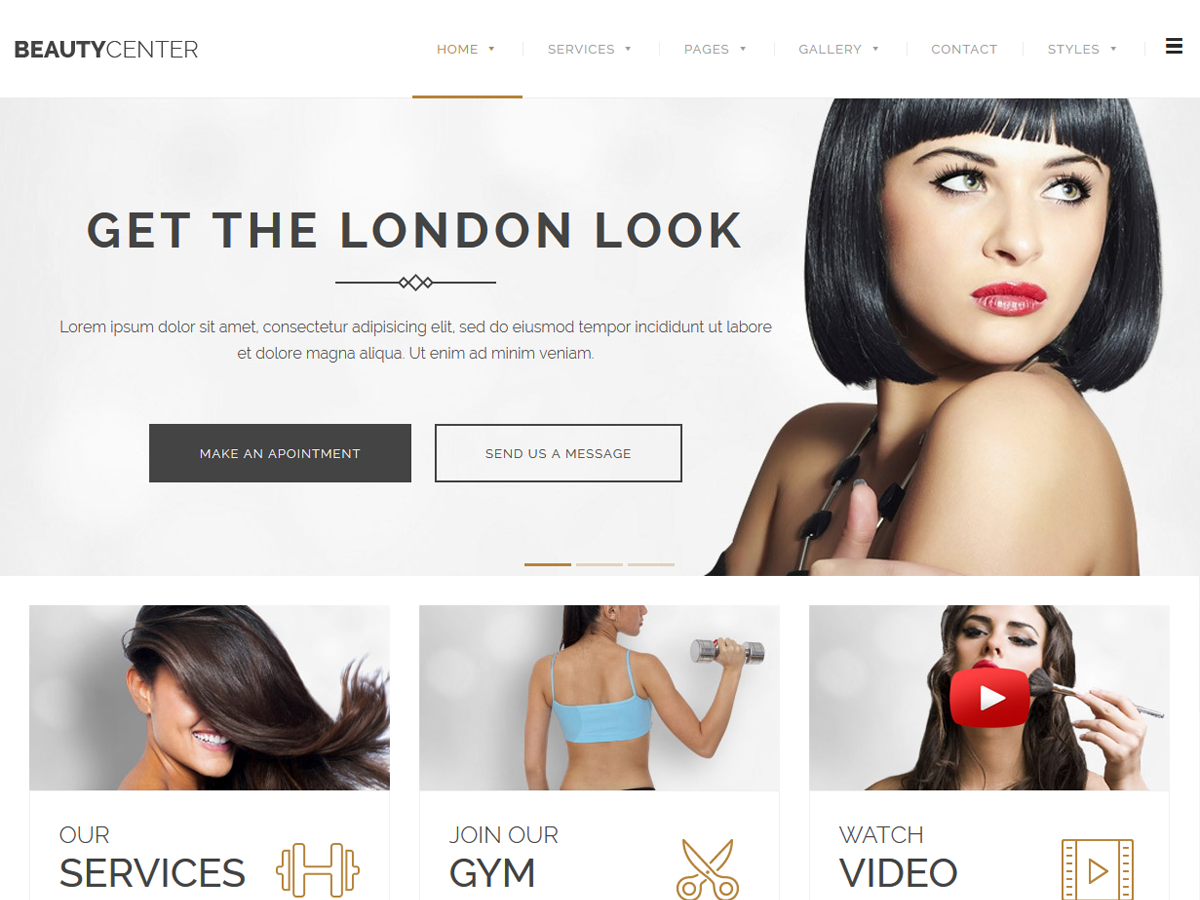 BEAUTYCENTER
HOME
SERVICES
PAGES
GALLERY
CONTACT
STYLES
GET THE LONDON LOOK
Lorem ipsum dolor sit amet, consectetur adipisicing elit, sed do eiusmod tempor incididunt ut labore
et dolore magna aliqua. Ut enim ad minim veniam.
MAKE AN APOINTMENT
SEND US A MESSAGE
OUR
SERVICES
JOIN OUR
GYM
WATCH
VIDEO